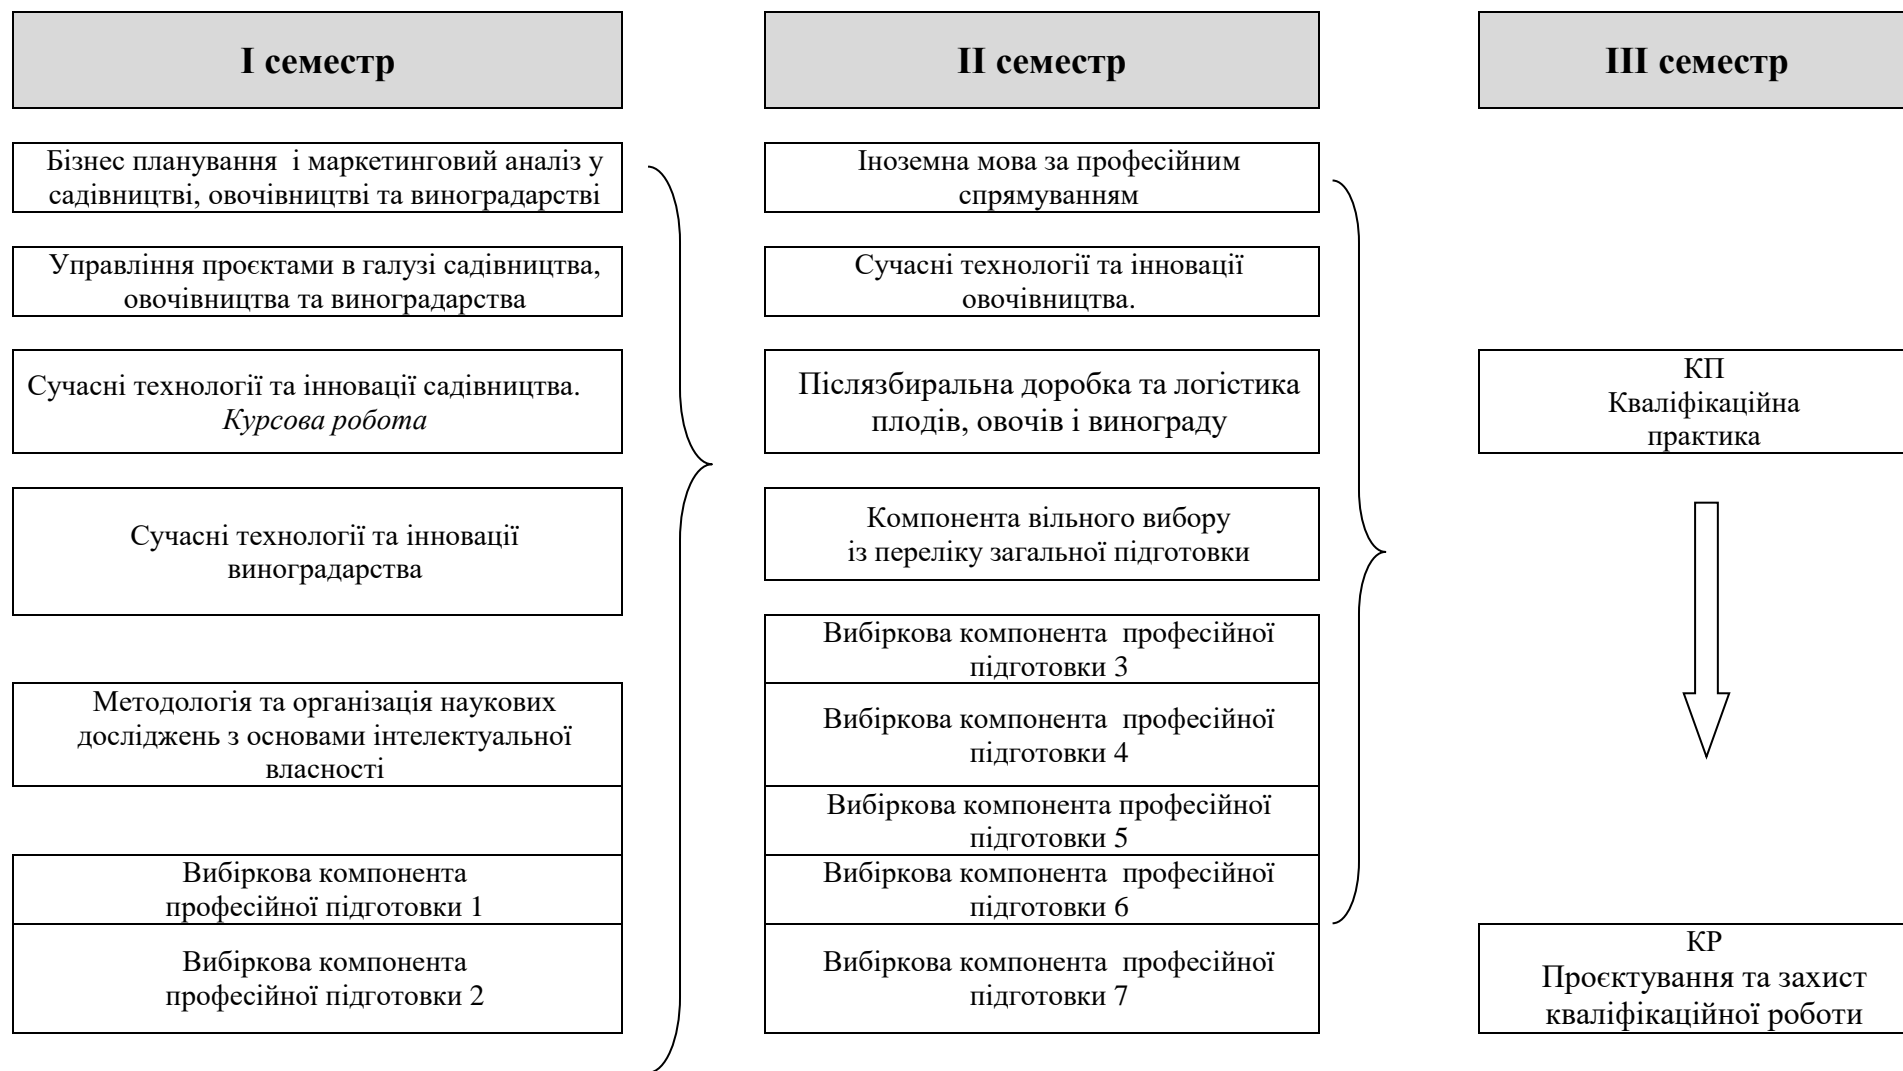 І семестр
Бізнес планування і маркетинговий аналіз у
садівництві, овочівництві та виноградарстві
Управління проєктами в галузі садівництва,
овочівництва та виноградарства
Сучасні технології та інновації садівництва.
Курсова робота
Сучасні технології та інновації
виноградарства
Методологія та організація наукових
досліджень з основами інтелектуальної
власності
Вибіркова компонента
професійної підготовки 1
Вибіркова компонента
професійної підготовки 2
ІІ семестр
Іноземна мова за професійним
спрямуванням
Сучасні технології та інновації
овочівництва.
Післязбиральна доробка та логістика
плодів, овочів і винограду
Компонента вільного вибору
із переліку загальної підготовки
Вибіркова компонента професійної
підготовки 3
Вибіркова компонента професійної
підготовки 4
Вибіркова компонента професійної
підготовки 5
Вибіркова компонента професійної
підготовки 6
Вибіркова компонента професійної
підготовки 7
ІІІ семестр
КП
Кваліфікаційна
практика
КР
Проєктування та захист
кваліфікаційної роботи